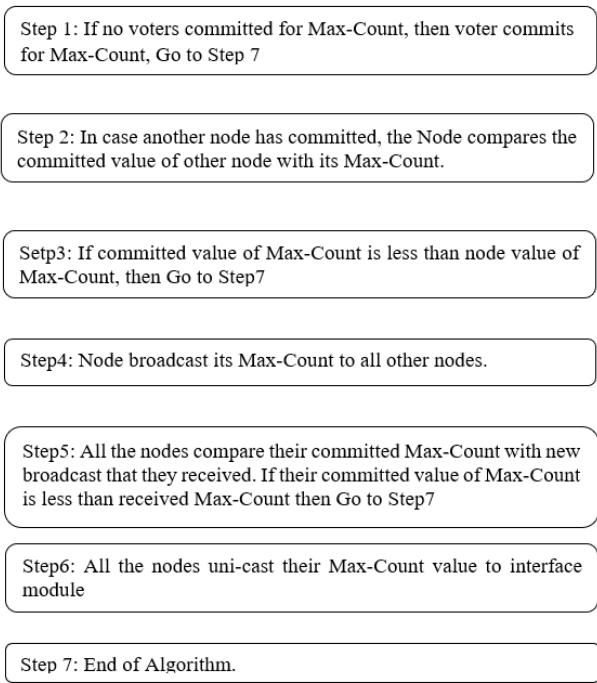 Step 1: If no voters committed for Max-Count, then voter commits
for Max-Count, Go to Step 7
Step 2: In case another node has committed, the Node compares the
committed value of other node with its Max-Count.
Setp3: If committed value of Max-Count is less than node value of
Max-Count, then Go to Step7
Step4: Node broadcast its Max-Count to all other nodes.
Step5: All the nodes compare their committed Max-Count with new
broadcast that they received. If their committed value of Max-Count
is less than received Max-Count then Go to Step7
Step6: All the nodes uni-cast their Max-Count value to interface
module
Step 7: End of Algorithm.